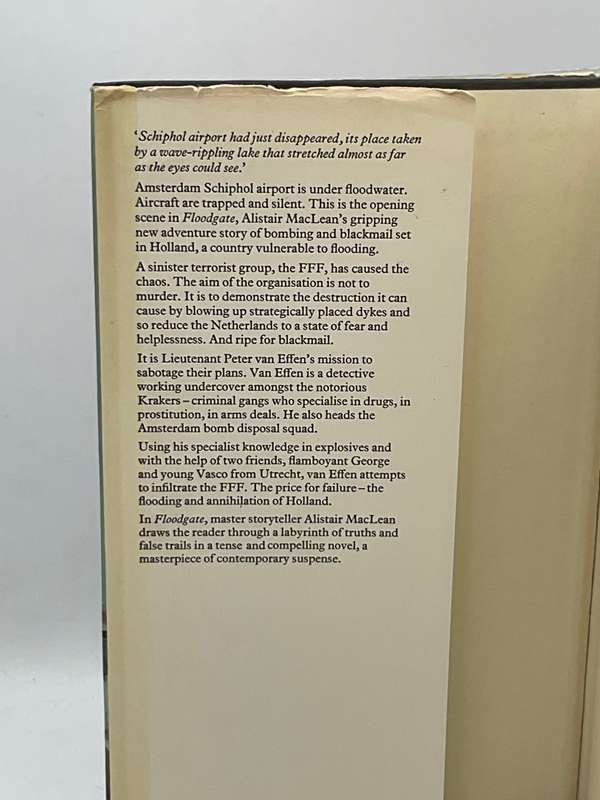 ‘Schiphol airport had just disappeared, its place taken
by a wave-rippling lake that stretched almost as far
as the eyes could see.’
Amsterdam Schiphol airport is under floodwater.
Aircraft are trapped and silent. This is the opening
scene in Floodgate, Alistair MacLean’s gripping
new adventure story of bombing and blackmail set
in Holland, a country vulnerable to flooding.
A sinister terrorist group, the FFF, has caused the
chaos. The aim of the organisation is not to
murder. It is to demonstrate the destruction it can
cause by blowing up strategically placed dykes and
so reduce the Netherlands to a state of fear and
helplessness. And ripe for blackmail.
It is Lieutenant Peter van Effen’s mission to
sabotage their plans. Van Effen is a detective
working undercover amongst the notorious
Krakers – criminal gangs who specialise in drugs, in
prostitution, in arms deals. He also heads the
Amsterdam bomb disposal squad.
Using his specialist knowledge in explosives and
with the help of two friends, flamboyant George
and young Vasco from Utrecht, van Effen attempts
to infiltrate the FFF. The price for failure – the
flooding and annihilation of Holland.
In Floodgate, master storyteller Alistair MacLean
draws the reader through a labyrinth of truths and
false trails in a tense and compelling novel, a
masterpiece of contemporary suspense.